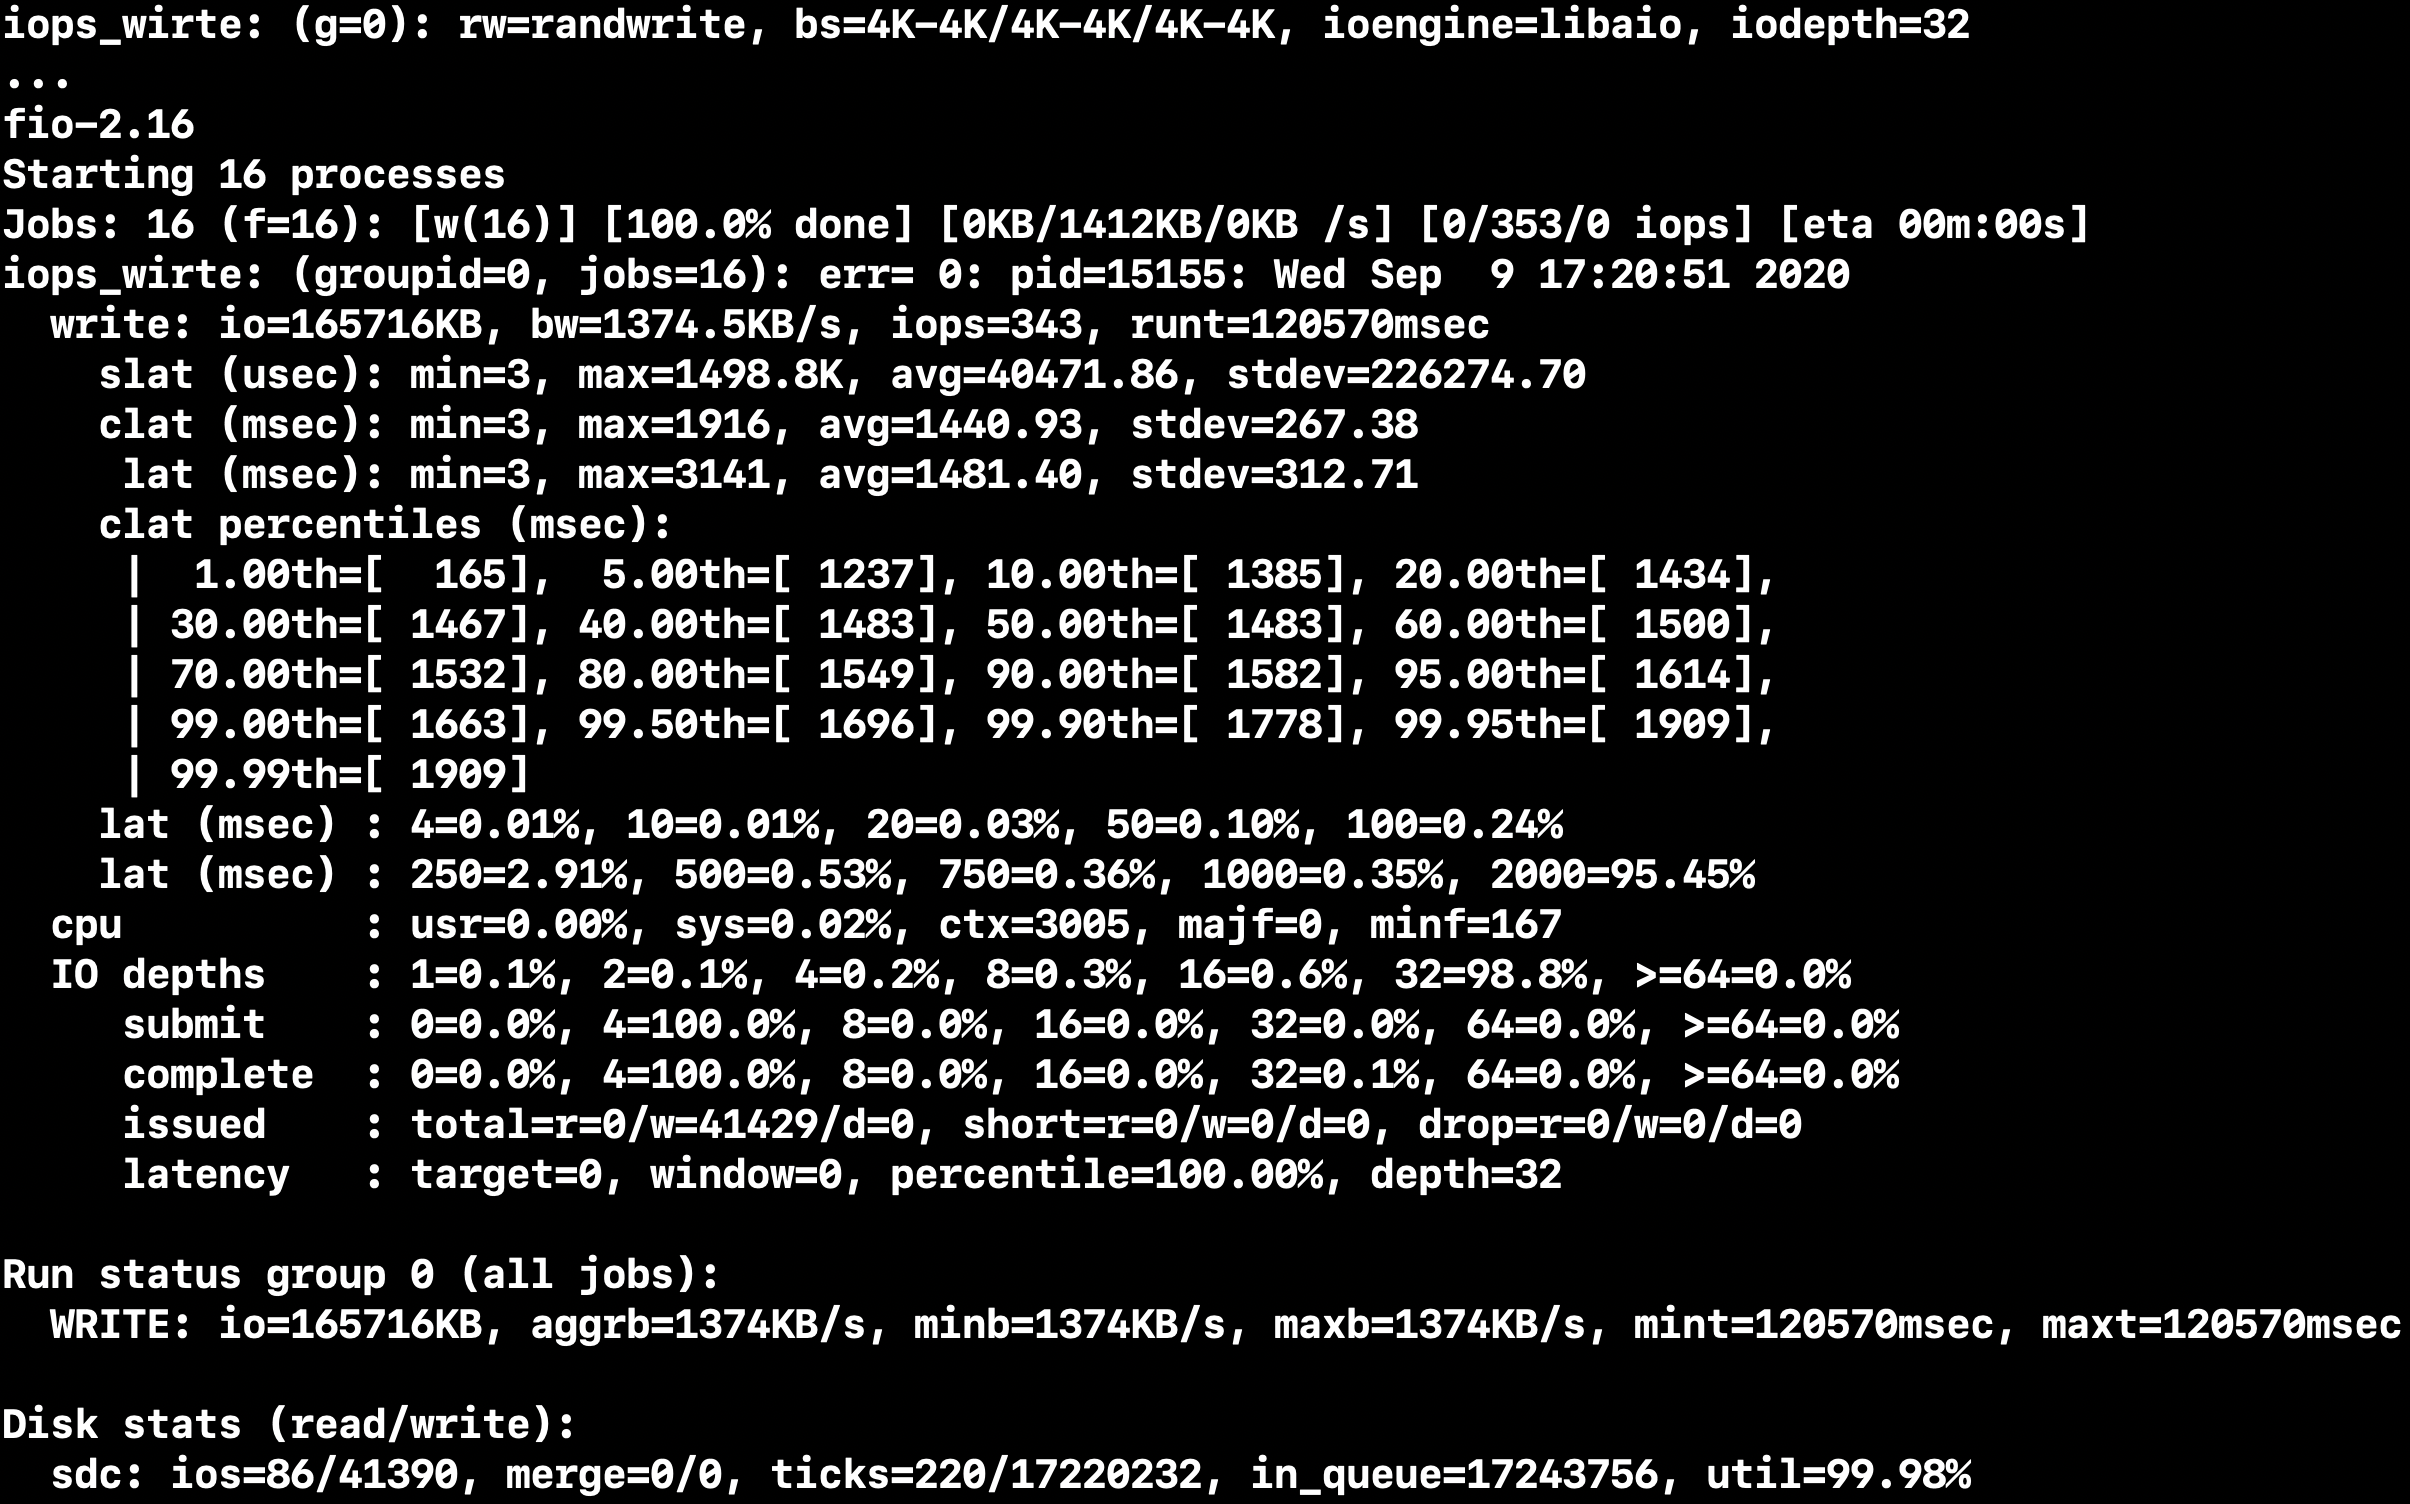 iops_wirte: (g=0): rw=randwrite, bs=4K-4K/4K-4K/4K-4K, ioengine=libaio, iodepth=32
...
fio-2.16
Starting 16 processes
Jobs: 16 (f=16): [w(16)] [100.0% done] [0KB/1412KB/0KB /s] [0/353/0 iops] [eta 00m:00s]
iops_wirte: (groupid=0, jobs=16): err= 0: pid=15155: Wed Sep  9 17:20:51 2020
  write: io=165716KB, bw=1374.5KB/s, iops=343, runt=120570msec
    slat (usec): min=3, max=1498.8K, avg=40471.86, stdev=226274.70
    clat (msec): min=3, max=1916, avg=1440.93, stdev=267.38
     lat (msec): min=3, max=3141, avg=1481.40, stdev=312.71
    clat percentiles (msec):
     |  1.00th=[  165],  5.00th=[ 1237], 10.00th=[ 1385], 20.00th=[ 1434],
     | 30.00th=[ 1467], 40.00th=[ 1483], 50.00th=[ 1483], 60.00th=[ 1500],
     | 70.00th=[ 1532], 80.00th=[ 1549], 90.00th=[ 1582], 95.00th=[ 1614],
     | 99.00th=[ 1663], 99.50th=[ 1696], 99.90th=[ 1778], 99.95th=[ 1909],
     | 99.99th=[ 1909]
    lat (msec) : 4=0.01%, 10=0.01%, 20=0.03%, 50=0.10%, 100=0.24%
    lat (msec) : 250=2.91%, 500=0.53%, 750=0.36%, 1000=0.35%, 2000=95.45%
  cpu          : usr=0.00%, sys=0.02%, ctx=3005, majf=0, minf=167
  IO depths    : 1=0.1%, 2=0.1%, 4=0.2%, 8=0.3%, 16=0.6%, 32=98.8%, >=64=0.0%
     submit    : 0=0.0%, 4=100.0%, 8=0.0%, 16=0.0%, 32=0.0%, 64=0.0%, >=64=0.0%
     complete  : 0=0.0%, 4=100.0%, 8=0.0%, 16=0.0%, 32=0.1%, 64=0.0%, >=64=0.0%
     issued    : total=r=0/w=41429/d=0, short=r=0/w=0/d=0, drop=r=0/w=0/d=0
     latency   : target=0, window=0, percentile=100.00%, depth=32

Run status group 0 (all jobs):
  WRITE: io=165716KB, aggrb=1374KB/s, minb=1374KB/s, maxb=1374KB/s, mint=120570msec, maxt=120570msec

Disk stats (read/write):
  sdc: ios=86/41390, merge=0/0, ticks=220/17220232, in_queue=17243756, util=99.98%